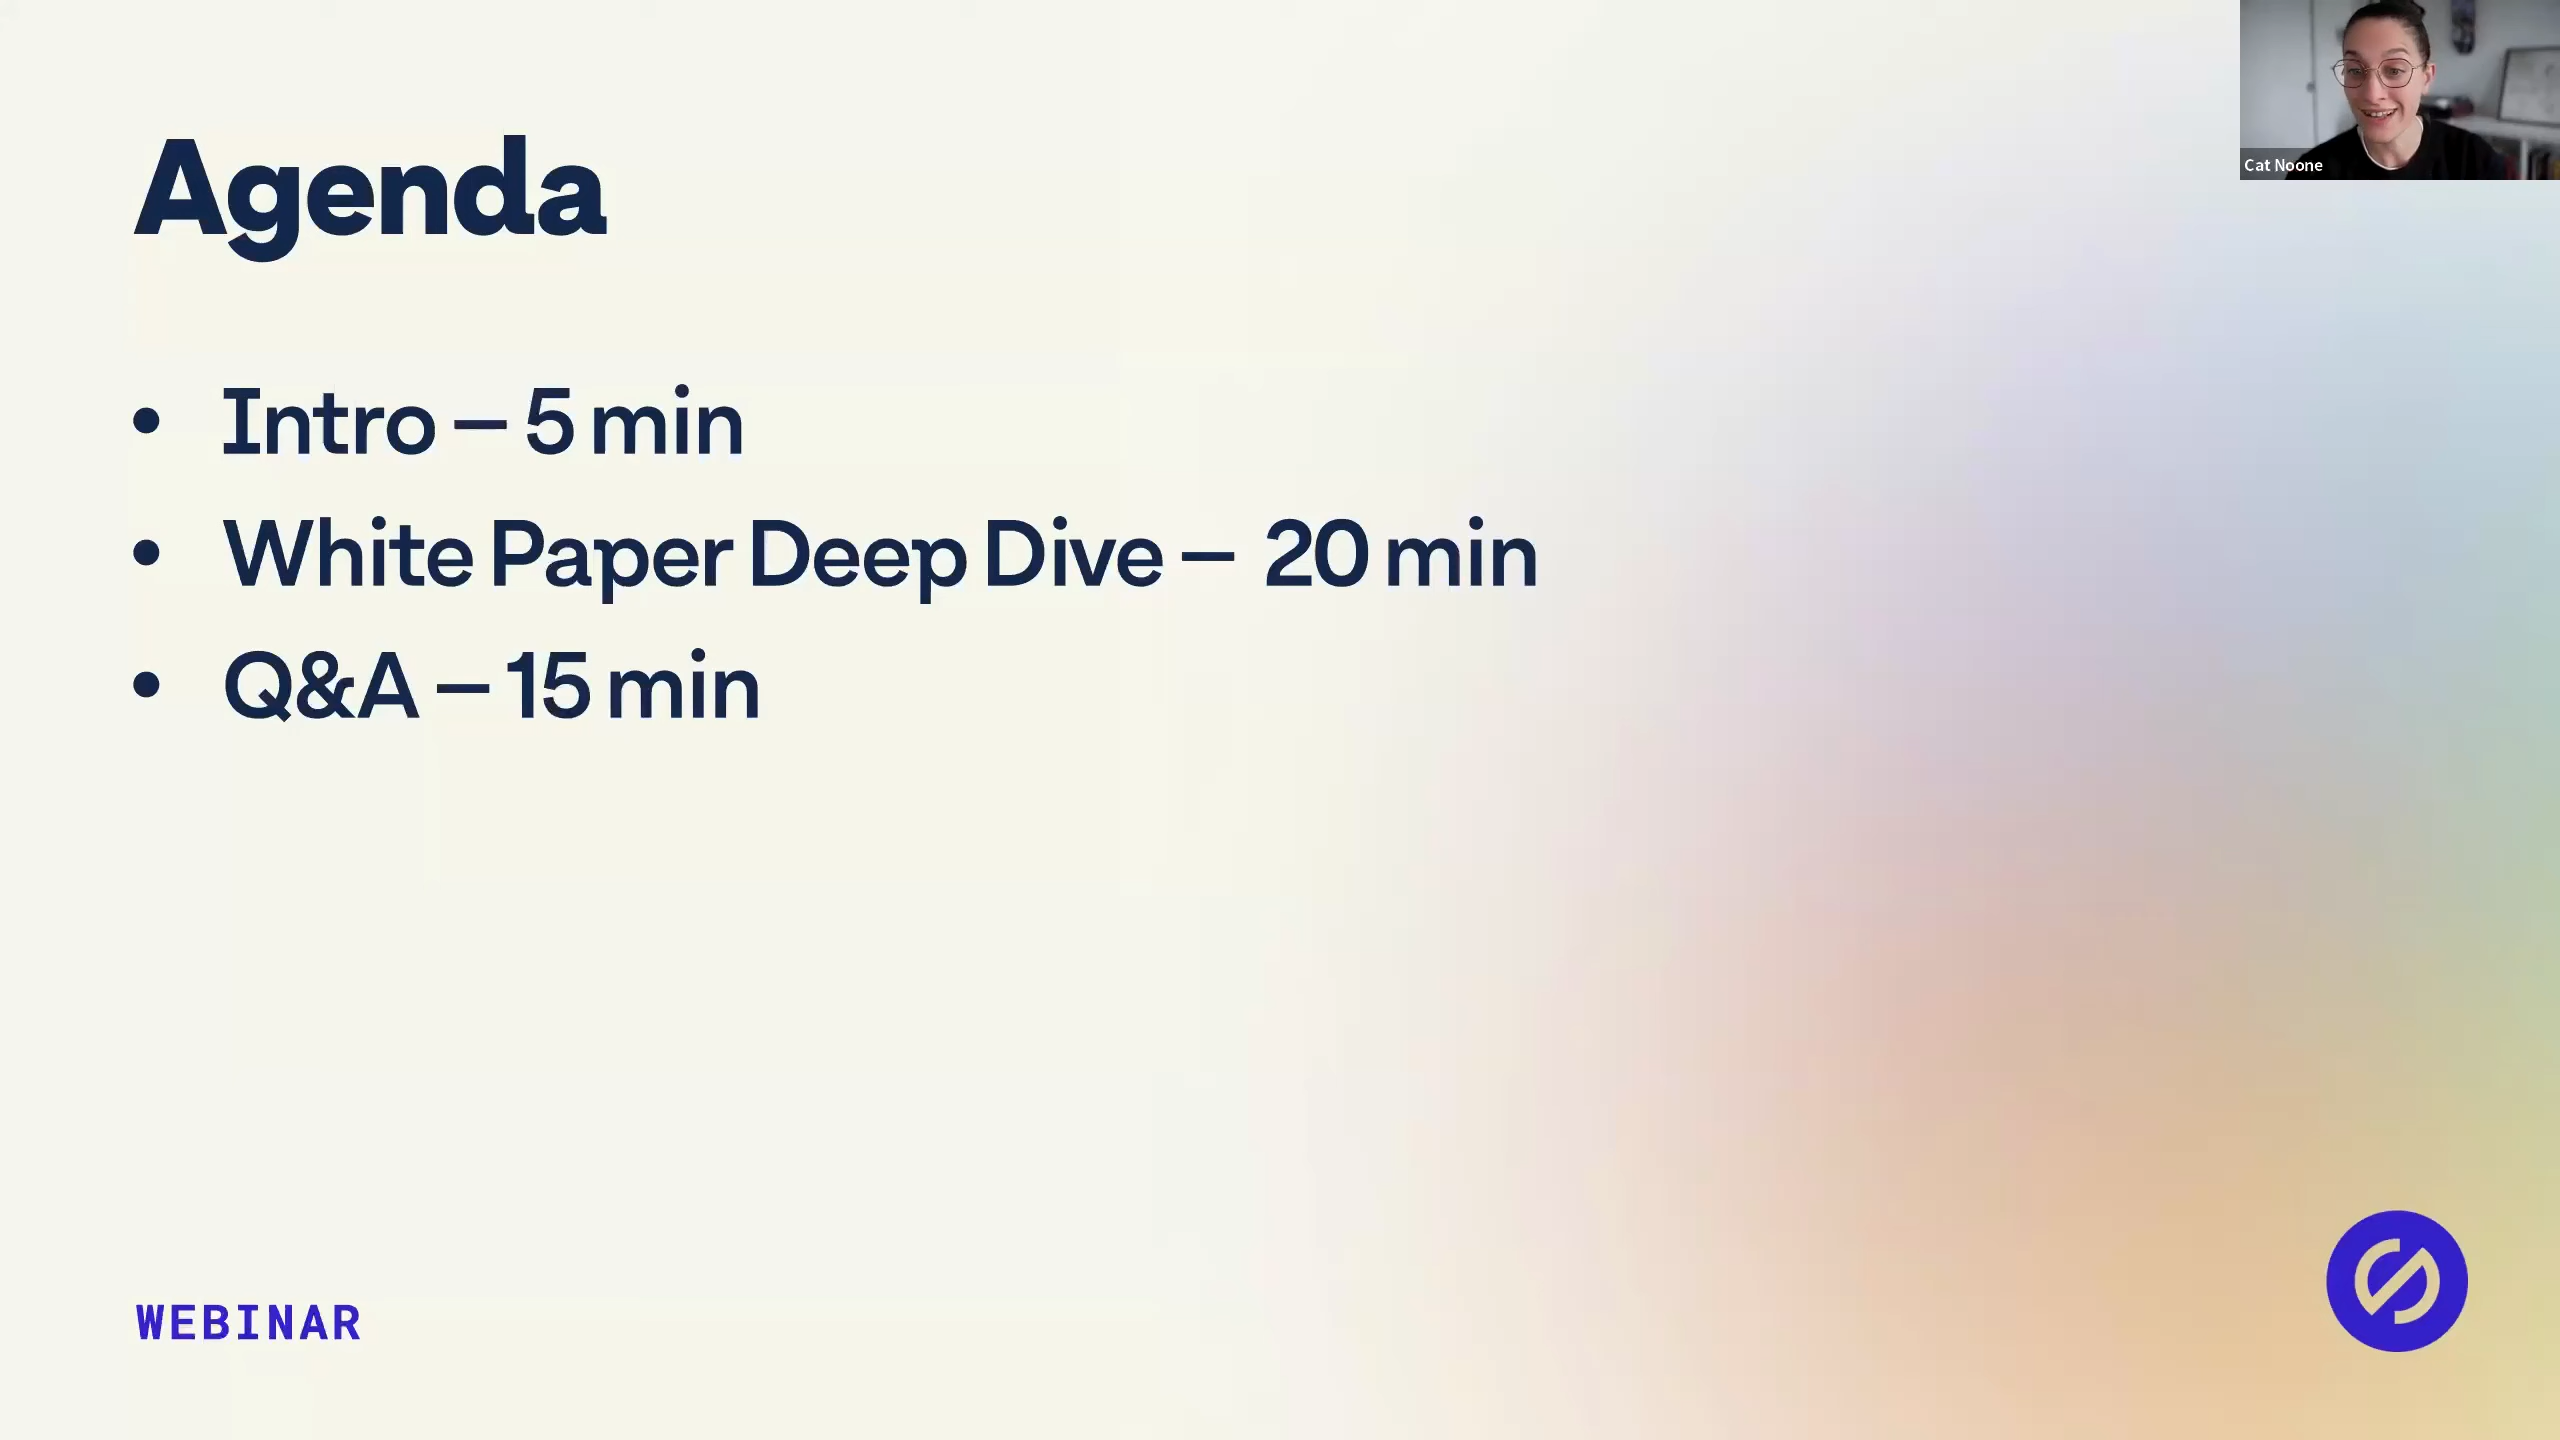 Agenda
• Intro – 5 min
• White Paper Deep Dive – 20 min
• Q&A – 15 min
WEBINAR
Cat Noone